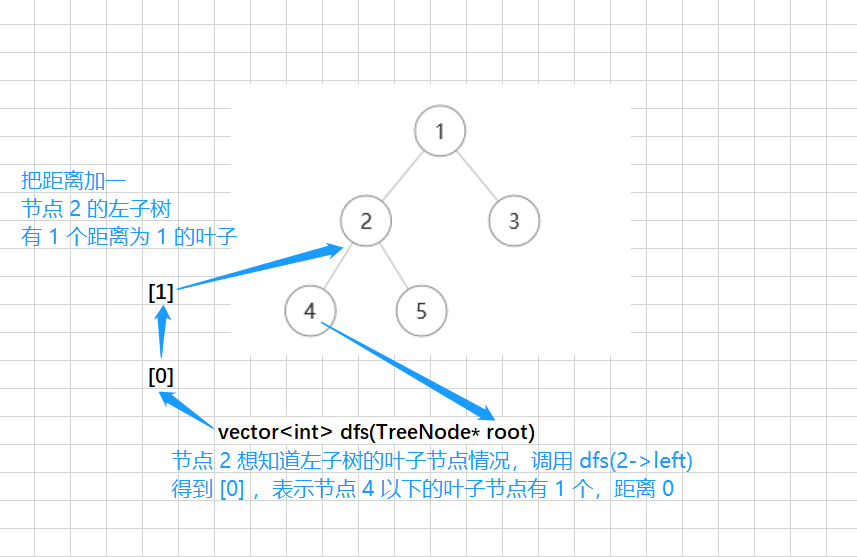 1
把距离加一
节点 2 的左子树
有 1 个距离为 1 的叶子
2
3
[1]
4
5
[0]
vector<int> dfs(TreeNode* root)
节点 2 想知道左子树的叶子节点情况，调用 dfs(2->left)
得到 [0] ，表示节点 4 以下的叶子节点有 1 个，距离 0